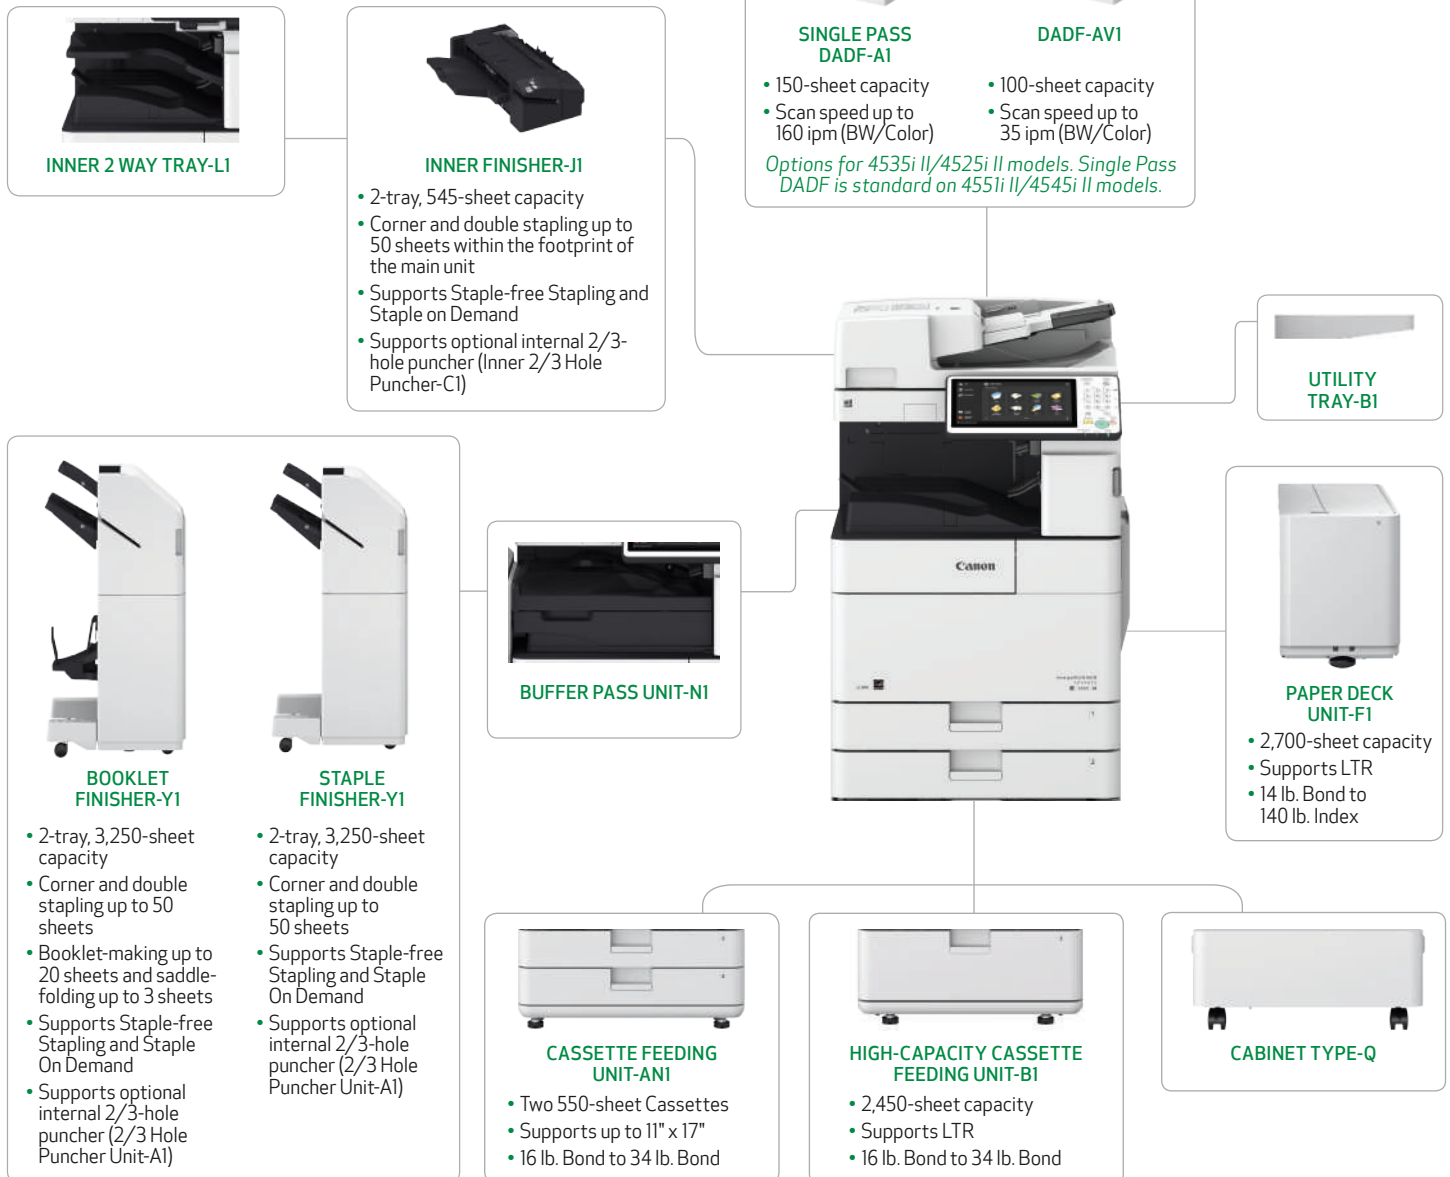 SINGLE PASS
DADF-A1
• 150-sheet capacity
• Scan speed up to
160 ipm (BW/Color)
DADF-AV1
• 100-sheet capacity
• Scan speed up to
35 ipm (BW/Color)
Options for 4535i II/4525i II models. Single Pass
DADF is standard on 4551i II/4545i II models.
INNER 2 WAY TRAY-L1
INNER FINISHER-J1
• 2-tray, 545-sheet capacity
• Corner and double stapling up to
50 sheets within the footprint of
the main unit
• Supports Staple-free Stapling and
Staple on Demand
• Supports optional internal 2/3-
hole puncher (Inner 2/3 Hole
Puncher-C1)
UTILITY
TRAY-B1
Canon
BUFFER PASS UNIT-N1
PAPER DECK
UNIT-F1
• 2,700-sheet capacity
• Supports LTR
• 14 lb. Bond to
140 lb. Index
BOOKLET
FINISHER-Y1
• 2-tray, 3,250-sheet
capacity
• Corner and double
stapling up to 50
sheets
• Booklet-making up to
20 sheets and saddle-
folding up to 3 sheets
• Supports Staple-free
Stapling and Staple
On Demand
• Supports optional
internal 2/3-hole
puncher (2/3 Hole
Puncher Unit-A1)
STAPLE
FINISHER-Y1
• 2-tray, 3,250-sheet
capacity
• Corner and double
stapling up to
50 sheets
• Supports Staple-free
Stapling and Staple
On Demand
• Supports optional
internal 2/3-hole
puncher (2/3 Hole
Puncher Unit-A1)
CASSETTE FEEDING
UNIT-AN1
• Two 550-sheet Cassettes
• Supports up to 11" x 17"
• 16 lb. Bond to 34 lb. Bond
HIGH-CAPACITY CASSETTE
FEEDING UNIT-B1
• 2,450-sheet capacity
• Supports LTR
• 16 lb. Bond to 34 lb. Bond
CABINET TYPE-Q